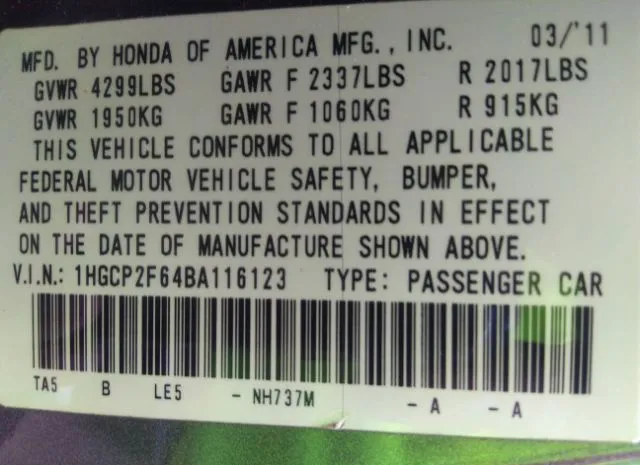 MFD. BY HONDA OF AMERICA MFG., INC. 03/'11
GVWR 4299LBS GAWR F 2337LBS R 2017LBS
GVWR 1950KG GAWR F 1060KG R 915KG
THIS VEHICLE CONFORMS TO ALL APPLICABLE
FEDERAL MOTOR VEHICLE SAFETY, BUMPER,
AND THEFT PREVENTION STANDARDS IN EFFECT
ON THE DATE OF MANUFACTURE SHOWN ABOVE.
V.I.N.: 1HGCP2F64BA116123 TYPE: PASSENGER CAR
TA5 B LE5 - NH737M - A - A